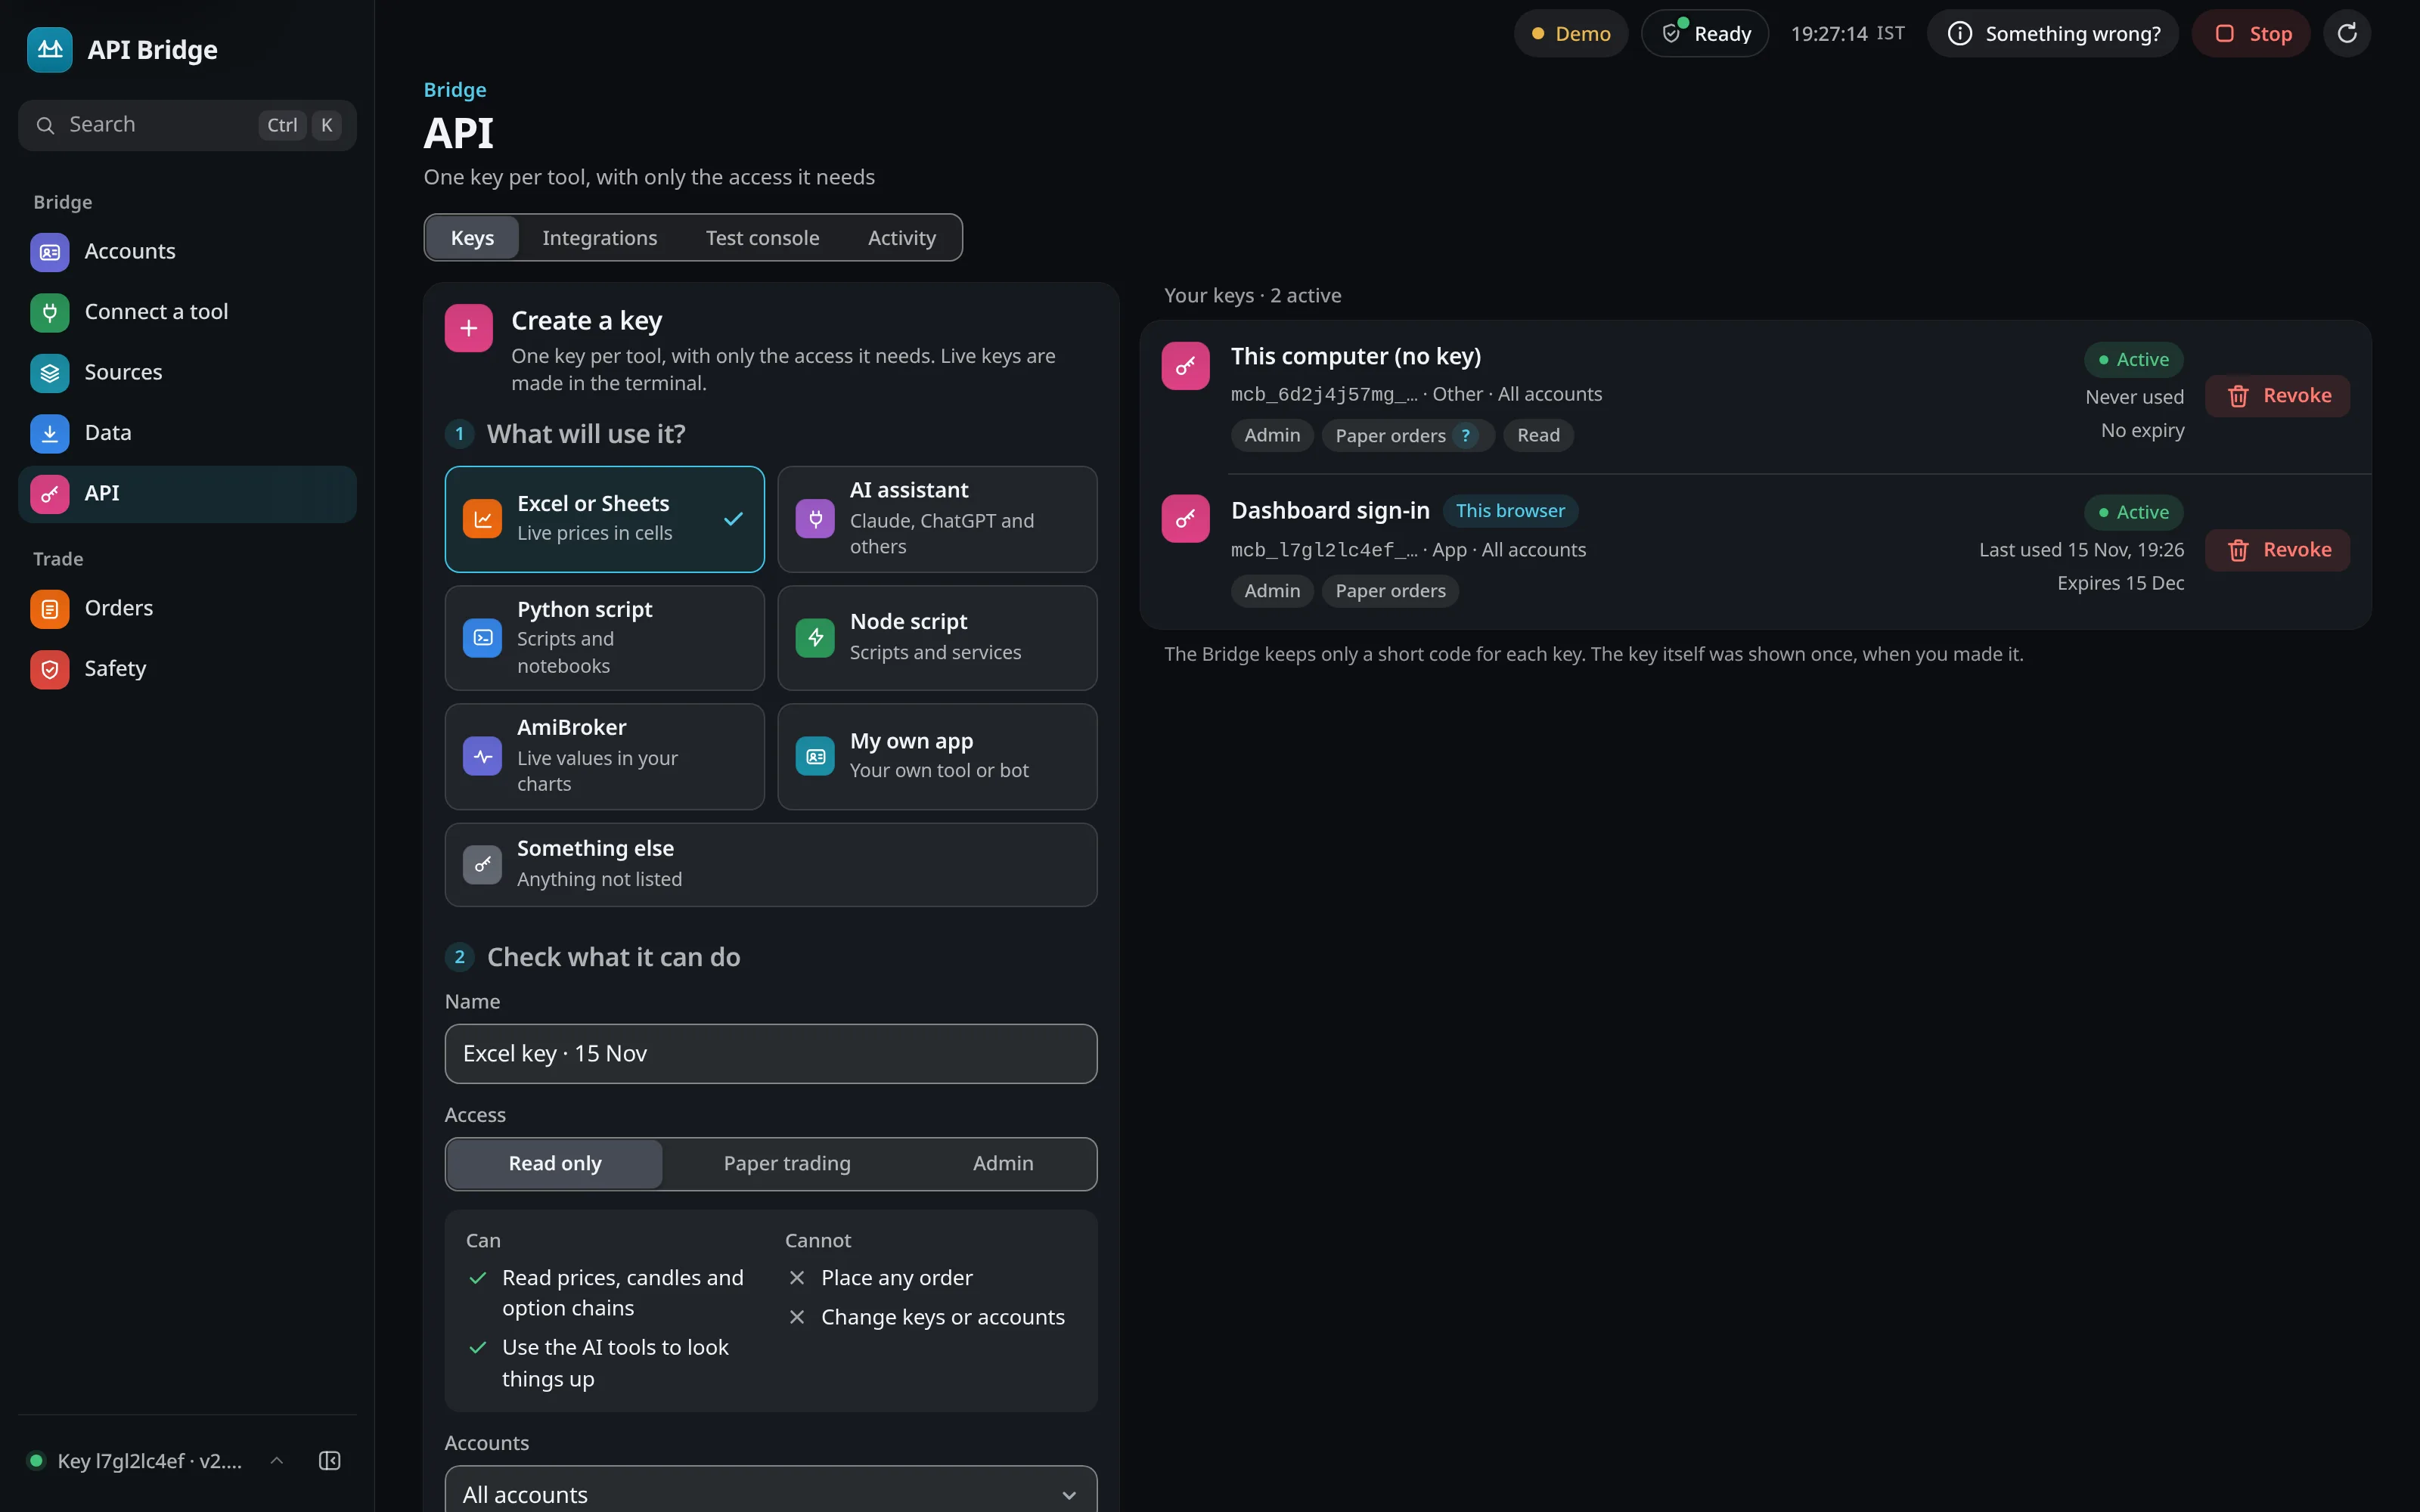 API Bridge
Search Ctrl K
Bridge
Accounts
Connect a tool
Sources
Data
API
Trade
Orders
Safety
Key l7gl2lc4ef · v2....
Demo
Ready
19:27:14 IST
Something wrong?
Stop
Bridge
API
One key per tool, with only the access it needs
Keys Integrations Test console Activity
Create a key
One key per tool, with only the access it needs. Live keys are
made in the terminal.
1 What will use it?
Excel or Sheets
Live prices in cells
AI assistant
Claude, ChatGPT and
others
Python script
Scripts and
notebooks
Node script
Scripts and services
AmiBroker
Live values in your
charts
My own app
Your own tool or bot
Something else
Anything not listed
2 Check what it can do
Name
Excel key · 15 Nov
Access
Read only Paper trading Admin
Can
Read prices, candles and
option chains
Use the AI tools to look
things up
Cannot
Place any order
Change keys or accounts
Accounts
All accounts
Your keys · 2 active
This computer (no key)
mcb_6d2j4j57mg_… · Other · All accounts
Admin Paper orders ? Read
Active
Never used
No expiry
Revoke
Dashboard sign-in This browser
mcb_l7gl2lc4ef_… · App · All accounts
Admin Paper orders
Active
Last used 15 Nov, 19:26
Expires 15 Dec
Revoke
The Bridge keeps only a short code for each key. The key itself was shown once, when you made it.